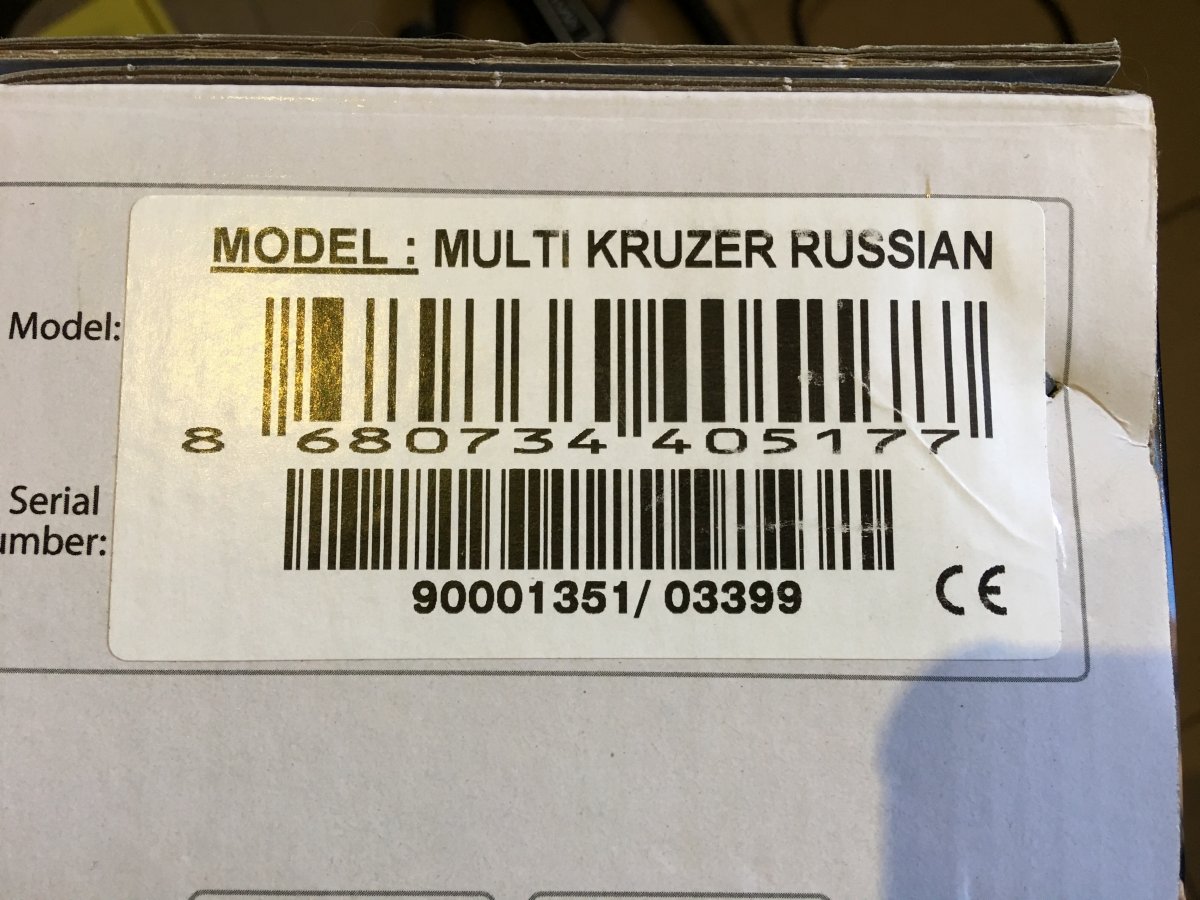 MODEL : MULTI KRUZER RUSSIAN
Model:
8 680734 405177
Serial
umber:
90001351/ 03399
CE